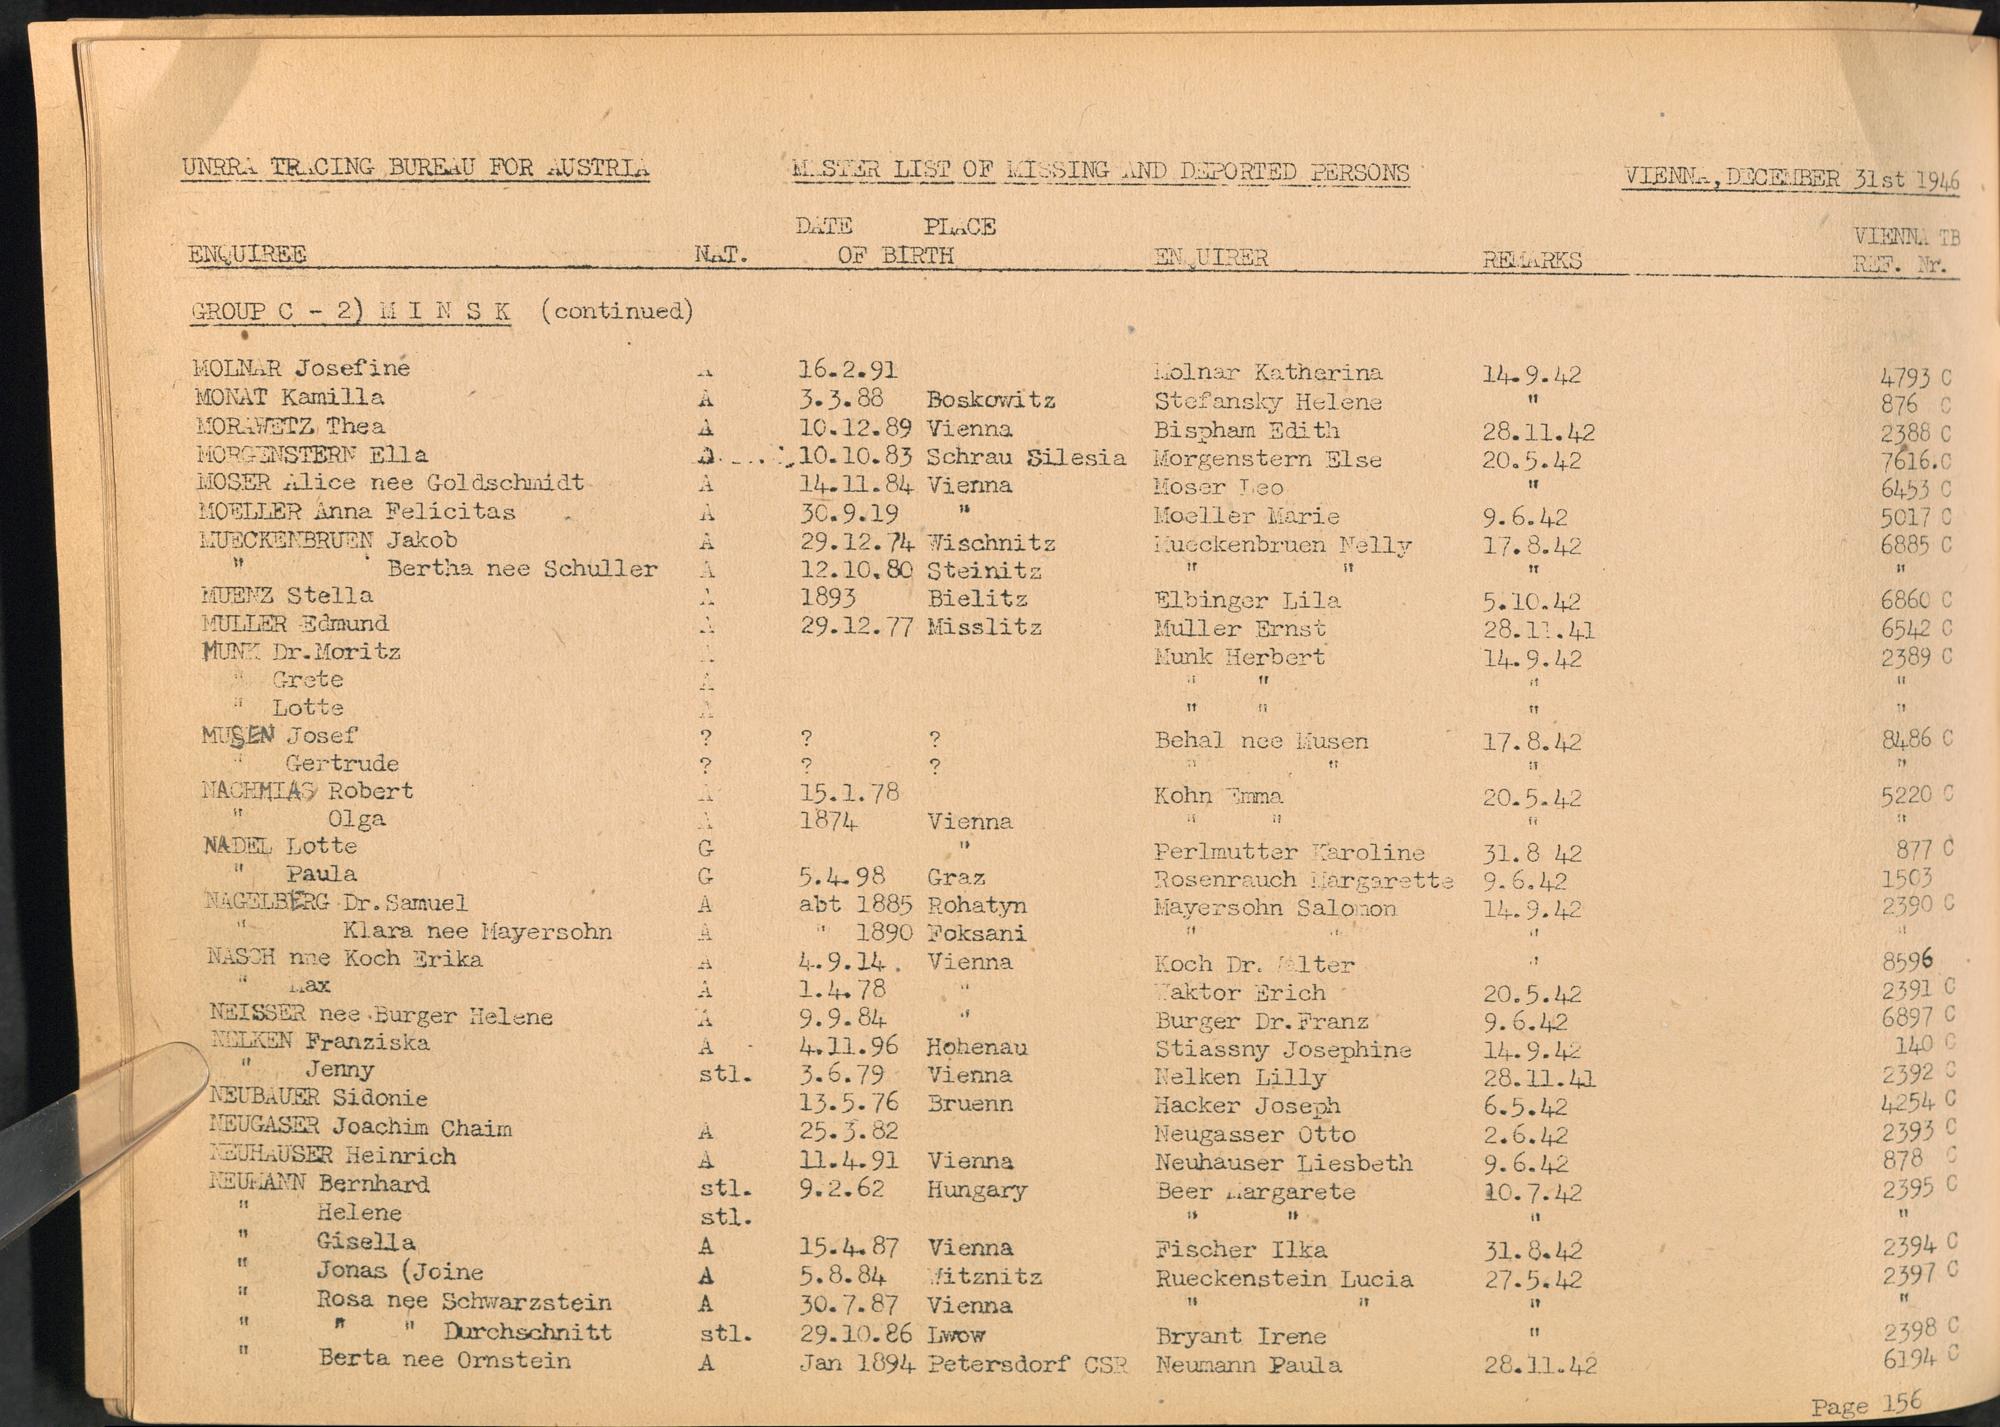 UNRRA TRACING BUREAU FOR AUSTRIA MASTER LIST OF MISSING AND DEPORTED PERSONS VIENNA, DECEMBER 31st 1946
DATE PLACE VIENNA TB
ENQUIREE NAT. OF BIRTH ENQUIRER REMARKS REF. Nr.
GROUP C - 2) M I N S K (continued)
MOLNAR Josefine A 16.2.91 Molnar Katherina 14.9.42 4793 C
MONAT Kamilla A 3.3.88 Boskowitz Stefansky Helene " 876 C
MORAWETZ Thea A 10.12.89 Vienna Bispham Edith 28.11.42 2388 C
MORGENSTERN Ella A 10.10.83 Schrau Silesia Morgenstern Else 20.5.42 7616.C
MOSER Alice nee Goldschmidt A 14.11.84 Vienna Moser Leo " 6453 C
MOELLER Anna Felicitas A 30.9.19 " Moeller Marie 9.6.42 5017 C
MUECKENBRUEN Jakob A 29.12.74 Wischnitz Mueckenbruen Nelly 17.8.42 6885 C
" Bertha nee Schuller A 12.10.80 Steinitz " " " "
MUENZ Stella A 1893 Bielitz Elbinger Lila 5.10.42 6860 C
MULLER Edmund A 29.12.77 Misslitz Muller Ernst 28.11.41 6542 C
MUNK Dr.Moritz A Munk Herbert 14.9.42 2389 C
" Grete A " " " "
" Lotte A " " " "
MUSEN Josef ? ? ? Behal nee Musen 17.8.42 8486 C
" Gertrude ? ? ? " " " "
NACHMIAS Robert A 15.1.78 Kohn Emma 20.5.42 5220 C
" Olga A 1874 Vienna " " " "
NADEL Lotte G " Perlmutter Karoline 31.8 42 877 C
" Paula G 5.4.98 Graz Rosenrauch Margarette 9.6.42 1503
NAGELBERG Dr.Samuel A abt 1885 Rohatyn Mayersohn Salomon 14.9.42 2390 C
" Klara nee Mayersohn A " 1890 Foksani " " " "
NASCH nne Koch Erika A 4.9.14. Vienna Koch Dr. Walter " 8596
" Max A 1.4.78 " Waktor Erich 20.5.42 2391 C
NEISSER nee Burger Helene A 9.9.84 " Burger Dr.Franz 9.6.42 6897 C
NELKEN Franziska A 4.11.96 Hohenau Stiassny Josephine 14.9.42 140 C
" Jenny stl. 3.6.79 Vienna Nelken Lilly 28.11.41 2392 C
NEUBAUER Sidonie 13.5.76 Bruenn Hacker Joseph 6.5.42 4254 C
NEUGASER Joachim Chaim A 25.3.82 Neugasser Otto 2.6.42 2393 C
NEUHAUSER Heinrich A 11.4.91 Vienna Neuhauser Liesbeth 9.6.42 878 C
NEUMANN Bernhard stl. 9.2.62 Hungary Beer Margarete 10.7.42 2395 C
" Helene stl. " " " "
" Gisella A 15.4.87 Vienna Fischer Ilka 31.8.42 2394 C
" Jonas (Joine A 5.8.84 Witznitz Rueckenstein Lucia 27.5.42 2397 C
" Rosa nee Schwarzstein A 30.7.87 Vienna " " " "
" " " Durchschnitt stl. 29.10.86 Lwow Bryant Irene " 2398 C
" Berta nee Ornstein A Jan 1894 Petersdorf CSR Neumann Paula 28.11.42 6194 C
Page 156